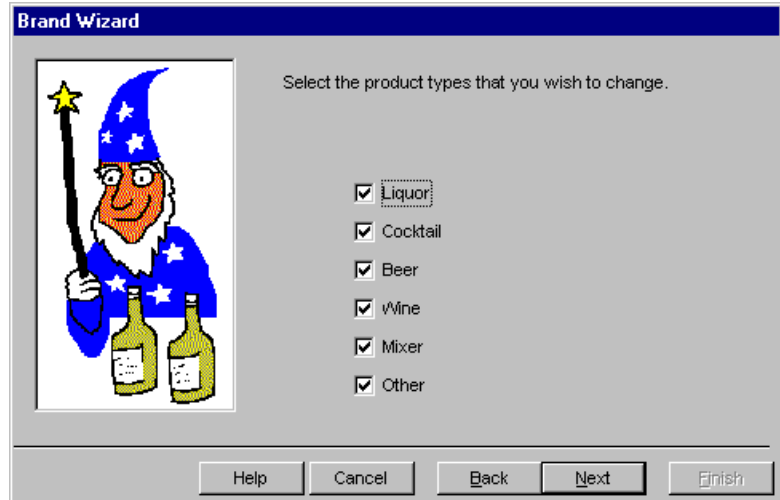 Brand Wizard
Select the product types that you wish to change.
Liquor
Cocktail
Beer
Wine
Mixer
Other
Help Cancel Back Next Finish